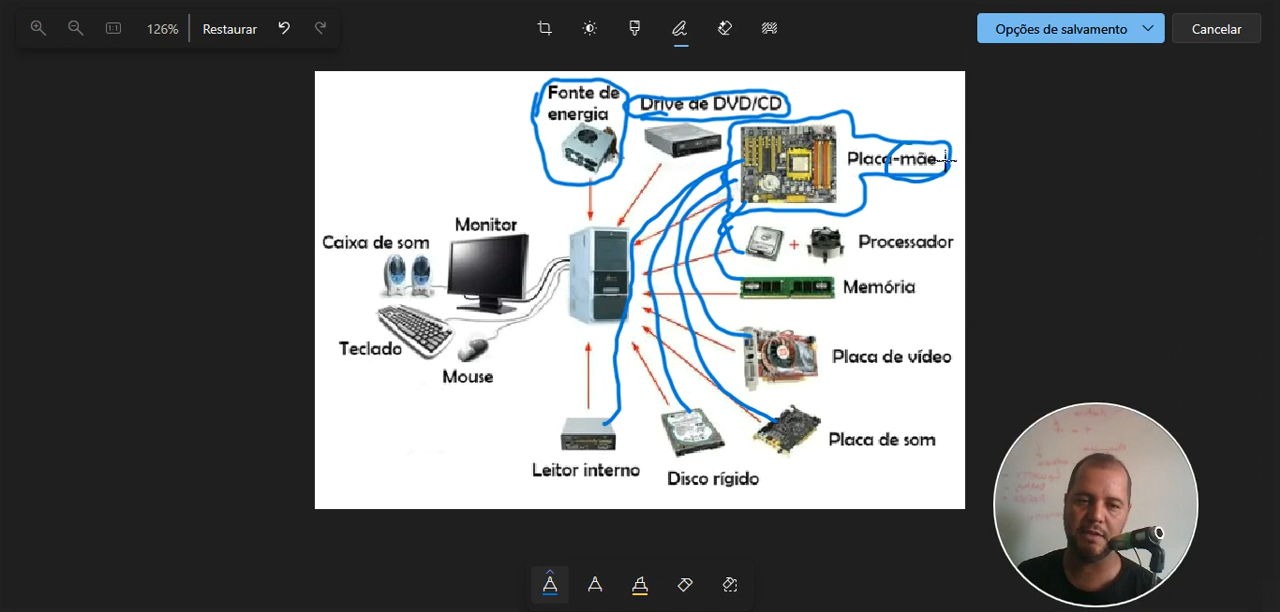 126%
Restaurar
Opções de salvamento
Cancelar
Fonte de
energia
Drive de DVD/CD
Placa-mãe
Monitor
Caixa de som
Processador
Memória
Teclado
Mouse
Placa de vídeo
Placa de som
Leitor interno
Disco rígido